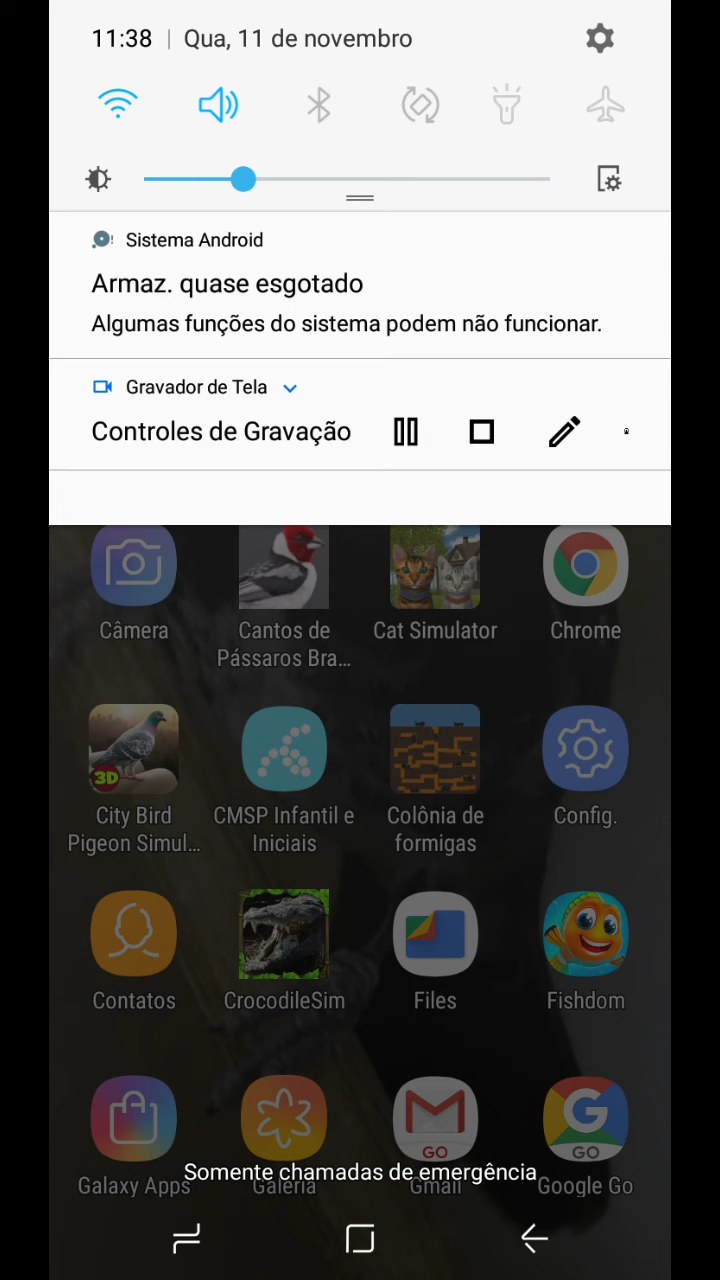 11:38 | Qua, 11 de novembro
Sistema Android
Armaz. quase esgotado
Algumas funções do sistema podem não funcionar.
Gravador de Tela
Controles de Gravação
Câmera
Cantos de
Pássaros Bra...
Cat Simulator
Chrome
3D
City Bird
Pigeon Simul...
CMSP Infantil e
Iniciais
Colônia de
formigas
Config.
Contatos
CrocodileSim
Files
Fishdom
GO
GO
Somente chamadas de emergência
Galaxy Apps
Galeria
Gmail
Google Go